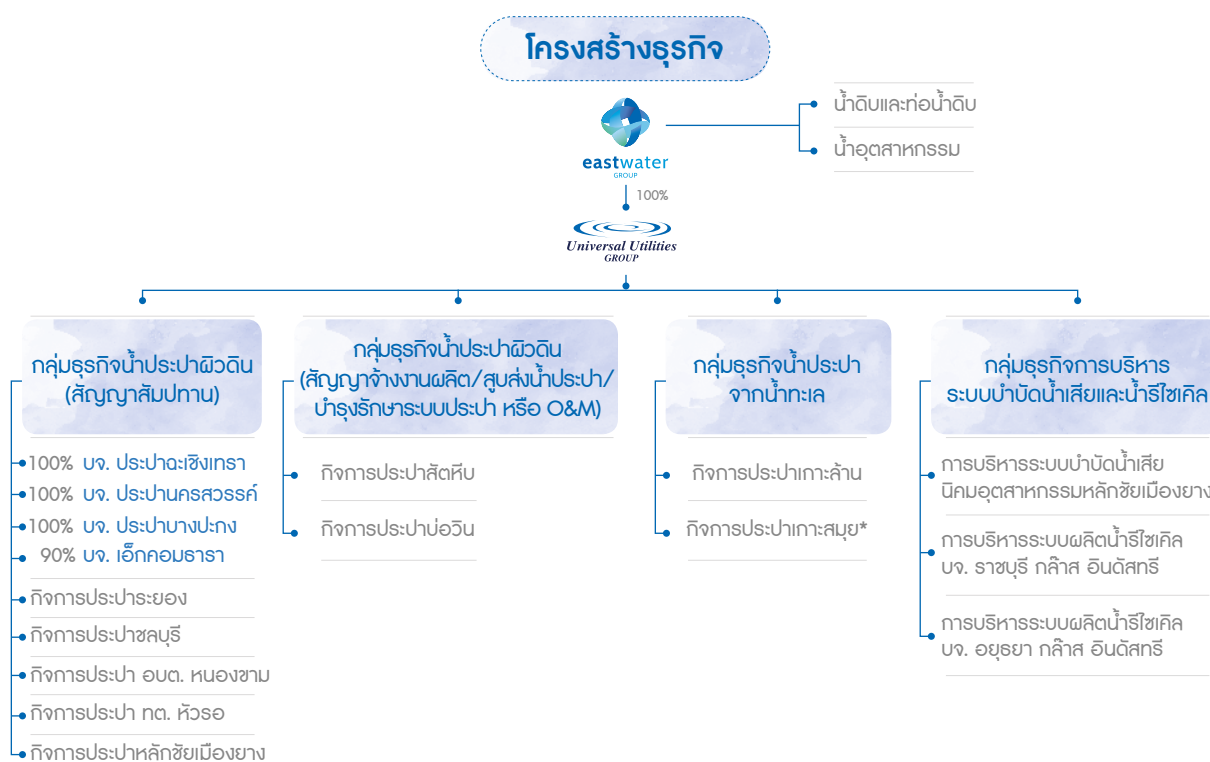 โครงสร้างธุรกิจ
น้ำดิบและท่อน้ำดิบ
น้ำอุตสาหกรรม
eastwater
GROUP
100%
Universal Utilities
GROUP
กลุ่มธุรกิจน้ำประปาผิวดิน
(สัญญาสัมปทาน)
100% บจ. ประปาฉะเชิงเทรา
100% บจ. ประปานครสวรรค์
100% บจ. ประปาบางปะกง
90% บจ. เอ็กคอมธารา
กิจการประปาระยอง
กิจการประปาชลบุรี
กิจการประปา อบต. หนองขาม
กิจการประปา ทต. หัวรอ
กิจการประปาหลักชัยเมืองยาง
กลุ่มธุรกิจน้ำประปาผิวดิน
(สัญญาจ้างงานผลิต/สูบส่งน้ำประปา/
บำรุงรักษาระบบประปา หรือ O&M)
กิจการประปาสัตหีบ
กิจการประปาบ่อวิน
กลุ่มธุรกิจน้ำประปา
จากน้ำทะเล
กิจการประปาเกาะล้าน
กิจการประปาเกาะสมุย*
กลุ่มธุรกิจการบริหาร
ระบบบำบัดน้ำเสียและน้ำรีไซเคิล
การบริหารระบบบำบัดน้ำเสีย
นิคมอุตสาหกรรมหลักชัยเมืองยาง
การบริหารระบบผลิตน้ำรีไซเคิล
บจ. ราชบุรี กล๊าส อินดัสทรี
การบริหารระบบผลิตน้ำรีไซเคิล
บจ. อยุธยา กล๊าส อินดัสทรี